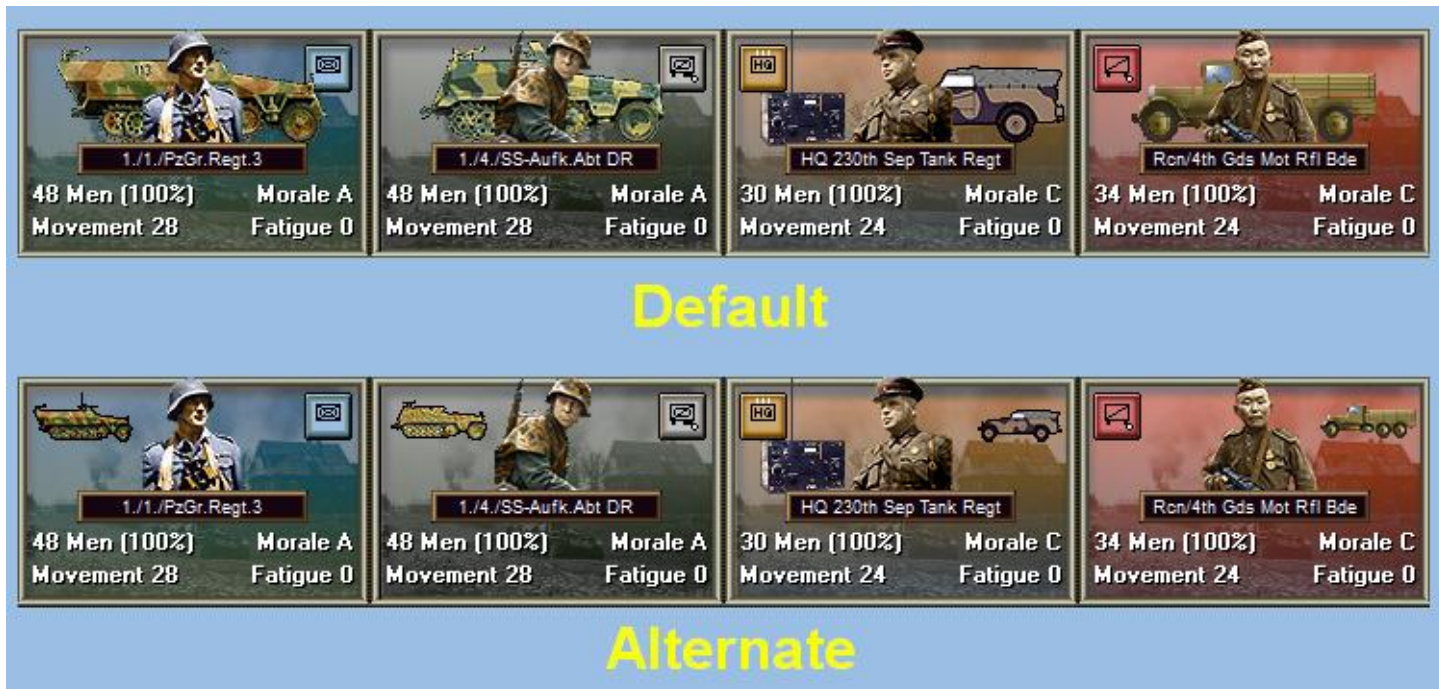 113
HQ
1./1./PzGr.Regt.3
1./4./SS-Aufk.Abt DR
HQ 230th Sep Tank Regt
Rcn/4th Gds Mot Rfl Bde
48 Men (100%) Morale A
Movement 28 Fatigue 0
48 Men (100%) Morale A
Movement 28 Fatigue 0
30 Men (100%) Morale C
Movement 24 Fatigue 0
34 Men (100%) Morale C
Movement 24 Fatigue 0
Default
HQ
1./1./PzGr.Regt.3
1./4./SS-Aufk.Abt DR
HQ 230th Sep Tank Regt
Rcn/4th Gds Mot Rfl Bde
48 Men (100%) Morale A
Movement 28 Fatigue 0
48 Men (100%) Morale A
Movement 28 Fatigue 0
30 Men (100%) Morale C
Movement 24 Fatigue 0
34 Men (100%) Morale C
Movement 24 Fatigue 0
Alternate